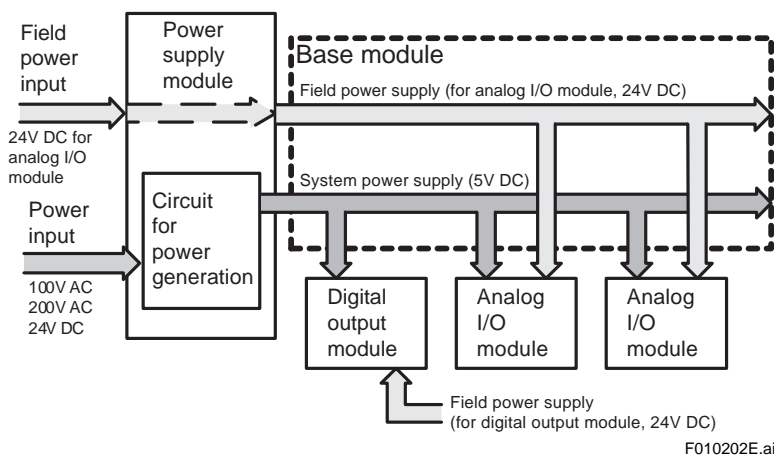 Field
power
input
Power
supply
module
Base module
Field power supply (for analog I/O module, 24V DC)
24V DC for
analog I/O
module
System power supply (5V DC)
Power
input
Circuit
for
power
generation
100V AC
200V AC
24V DC
Digital
output
module
Analog
I/O
module
Analog
I/O
module
Field power supply
(for digital output module, 24V DC)
F010202E.ai